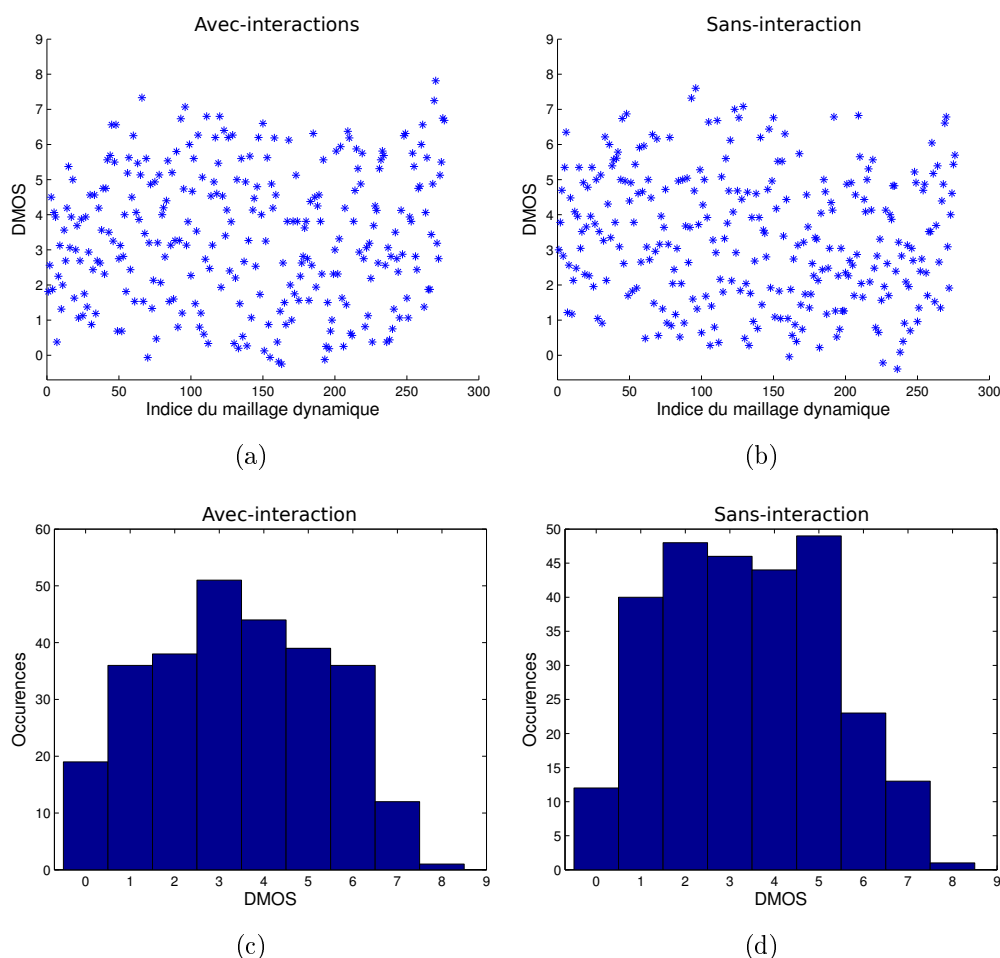 Avec-interactions
9
8
7
6
5
4
3
2
1
0
DMOS
0 50 100 150 200 250 300
Indice du maillage dynamique
(a)
Sans-interaction
9
8
7
6
5
4
3
2
1
0
DMOS
0 50 100 150 200 250 300
Indice du maillage dynamique
(b)
Avec-interaction
60
50
40
30
20
10
0
Occurences
0 1 2 3 4 5 6 7 8 9
DMOS
(c)
Sans-interaction
50
45
40
35
30
25
20
15
10
5
0
Occurences
0 1 2 3 4 5 6 7 8 9
DMOS
(d)